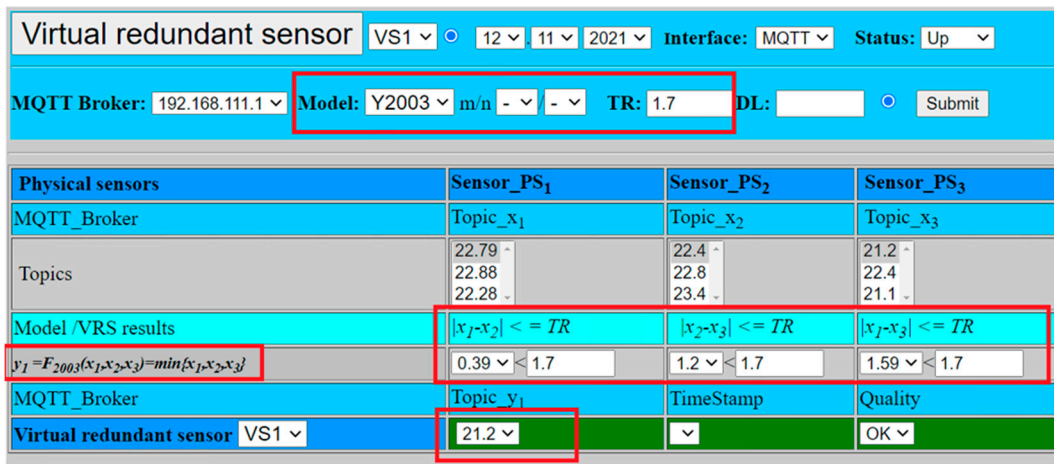 Virtual redundant sensor VS1 12 . 11 2021 Interface: MQTT Status: Up
MQTT Broker: 192.168.111.1 Model: Y2003 m/n - / - TR: 1.7 DL: Submit
Physical sensors Sensor_PS₁ Sensor_PS₂ Sensor_PS₃
MQTT_Broker Topic_x₁ Topic_x₂ Topic_x₃
22.79 22.4 21.2
Topics 22.88 22.8 22.4
22.28 23.4 21.1
Model /VRS results |x₁-x₂| < = TR |x₂-x₃| <= TR |x₁-x₃| <= TR
y₁ =F₂₀₀₃(x₁,x₂,x₃)=min{x₁,x₂,x₃} 0.39 < 1.7 1.2 < 1.7 1.59 < 1.7
MQTT_Broker Topic_y₁ TimeStamp Quality
Virtual redundant sensor VS1 21.2 OK